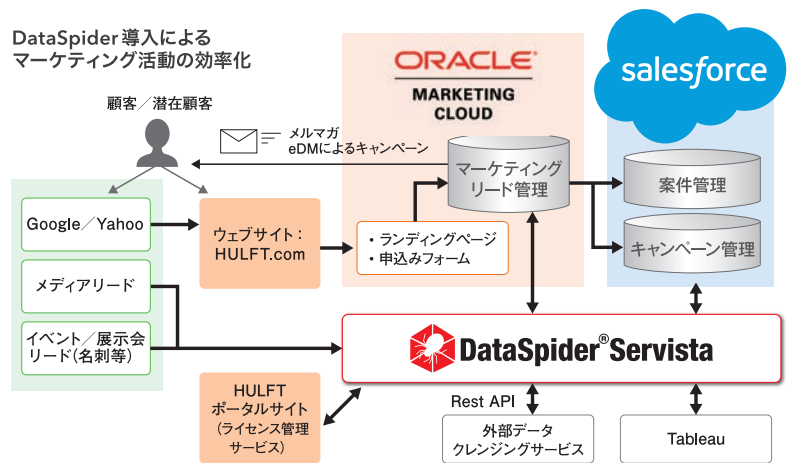 DataSpider 導入による
マーケティング活動の効率化
顧客／潜在顧客
メルマガ
eDMによるキャンペーン
ORACLE®
MARKETING
CLOUD
salesforce
マーケティング
リード管理
案件管理
キャンペーン管理
Google／Yahoo
ウェブサイト：
HULFT.com
・ランディングページ
・申込みフォーム
メディアリード
イベント／展示会
リード（名刺等）
DataSpider® Servista
HULFT
ポータルサイト
（ライセンス管理
サービス）
Rest API
外部データ
クレンジングサービス
Tableau